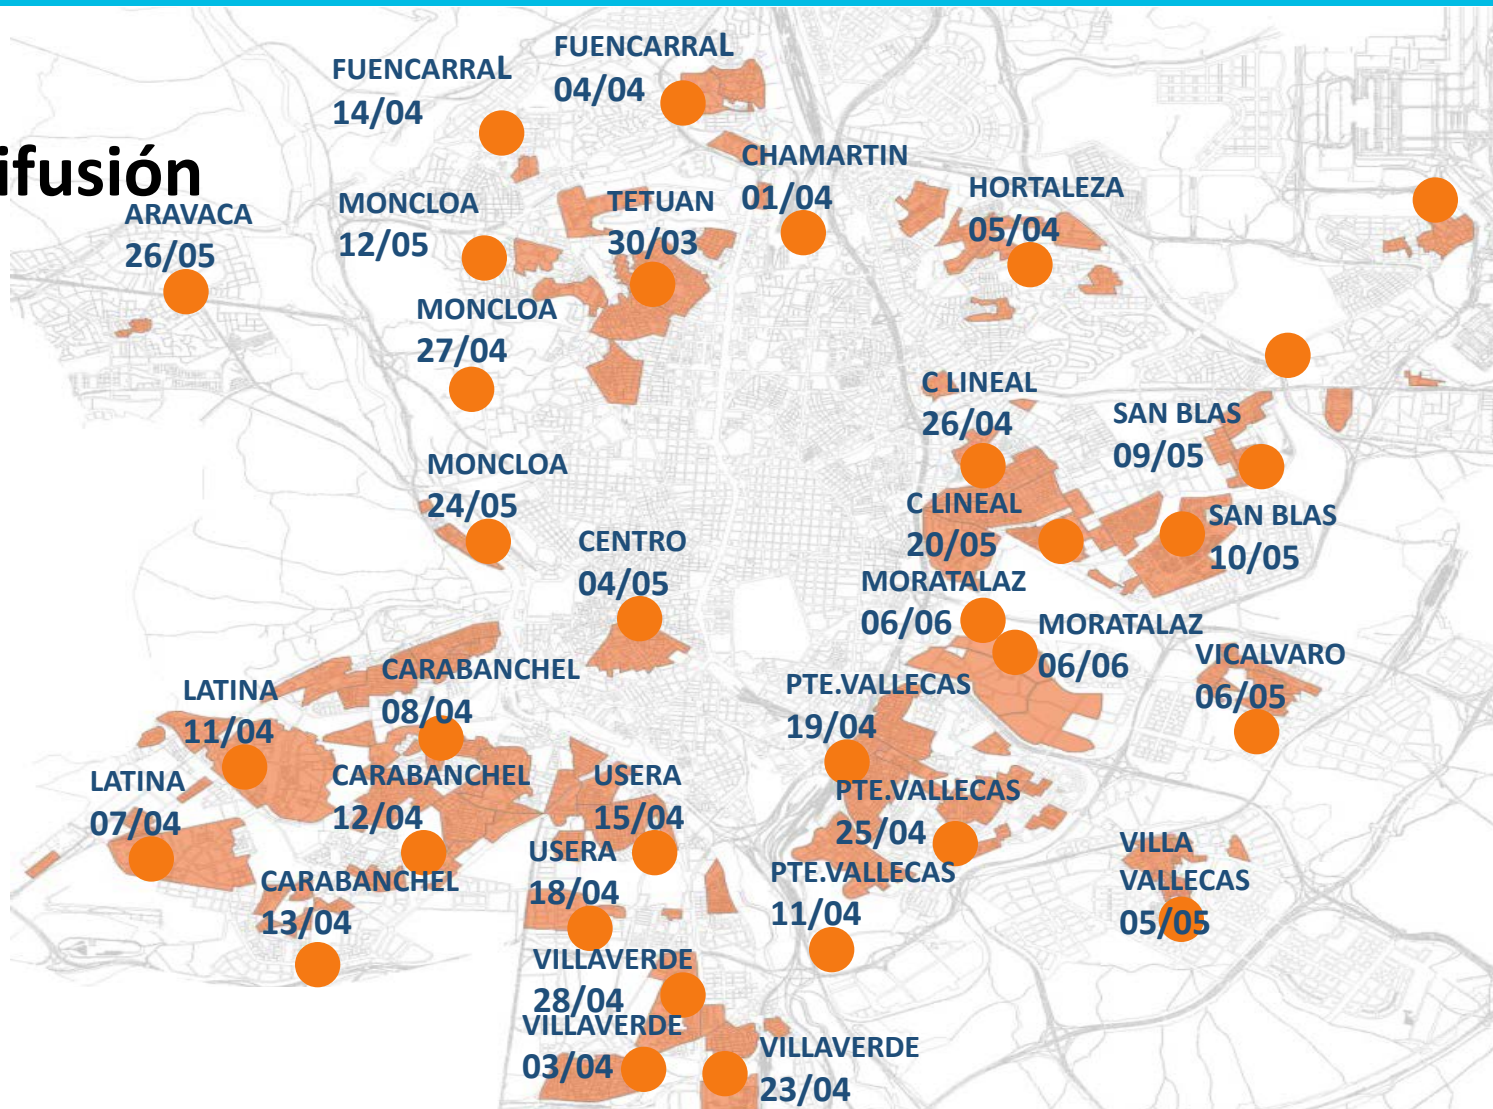 FUENCARRAL
04/04
FUENCARRAL
14/04
ifusión
CHAMARTIN
01/04
HORTALEZA
05/04
ARAVACA
26/05
MONCLOA
12/05
TETUAN
30/03
MONCLOA
27/04
C LINEAL
26/04
SAN BLAS
09/05
MONCLOA
24/05
C LINEAL
20/05
SAN BLAS
10/05
CENTRO
04/05
MORATALAZ
06/06
MORATALAZ
06/06
VICALVARO
06/05
CARABANCHEL
08/04
LATINA
11/04
PTE.VALLECAS
19/04
LATINA
07/04
CARABANCHEL
12/04
USERA
15/04
PTE.VALLECAS
25/04
USERA
18/04
VILLA
VALLECAS
05/05
CARABANCHEL
13/04
PTE.VALLECAS
11/04
VILLAVERDE
28/04
VILLAVERDE
03/04
VILLAVERDE
23/04